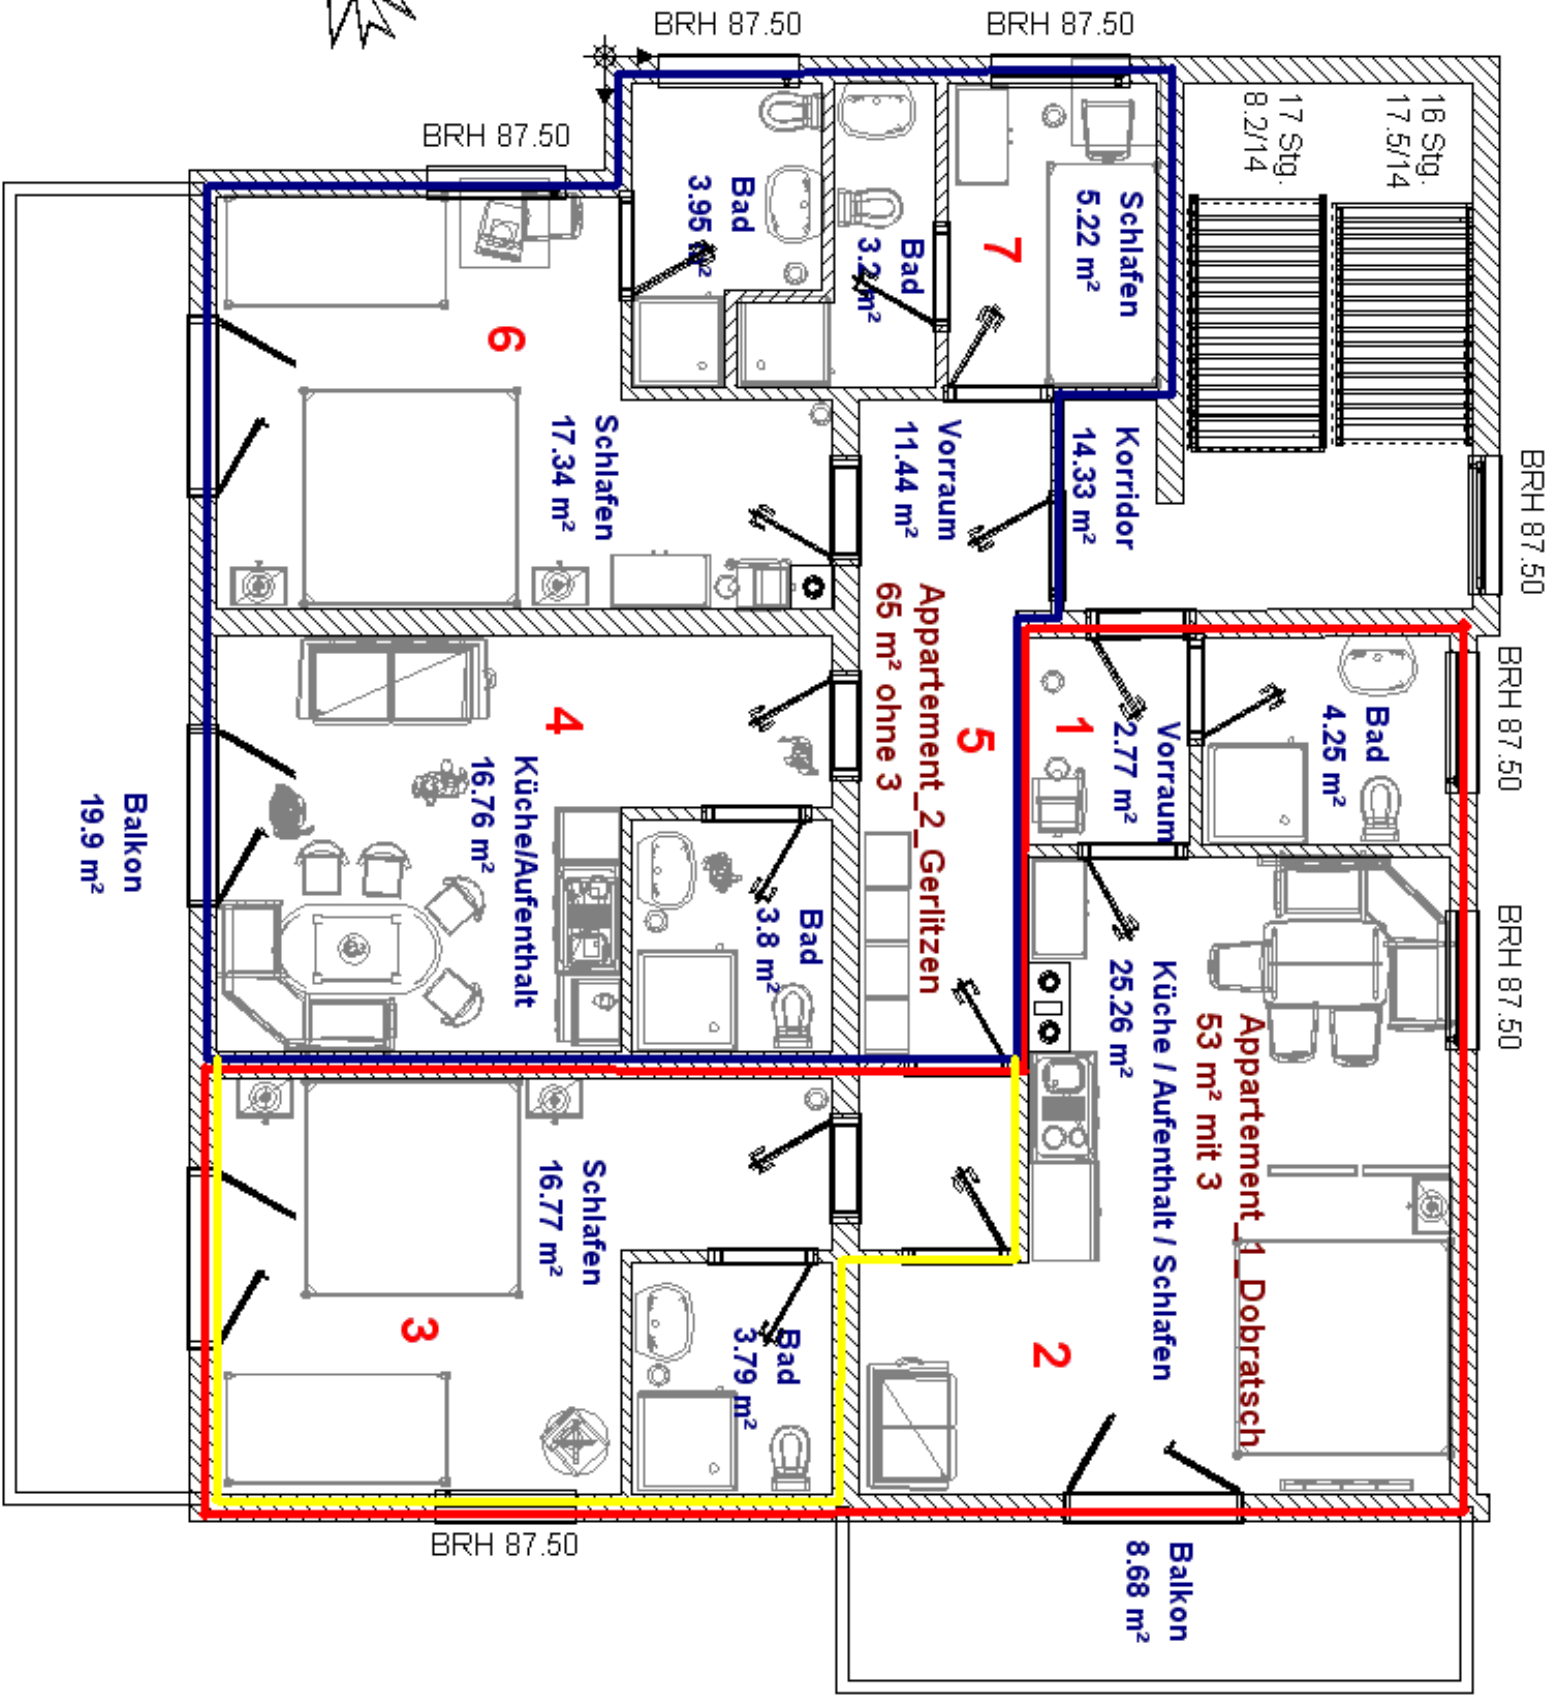 BRH 87.50
BRH 87.50
BRH 87.50
16 Stg.
17.5/14
17 Stg.
8.2/14
BRH 87.50
BRH 87.50
BRH 87.50
Bad
3.95 m²
Bad
3.2 m²
7
Schlafen
5.22 m²
6
Schlafen
17.34 m²
Vorraum
11.44 m²
Korridor
14.33 m²
Appartement_2_Gerlitzen
65 m² ohne 3
5
4
Küche/Aufenthalt
16.76 m²
Bad
3.8 m²
1
Vorraum
2.77 m²
Bad
4.25 m²
Küche / Aufenthalt / Schlafen
25.26 m²
Appartement_1_Dobratsch
53 m² mit 3
2
Schlafen
16.77 m²
3
Bad
3.79 m²
Balkon
19.9 m²
Balkon
8.68 m²
BRH 87.50